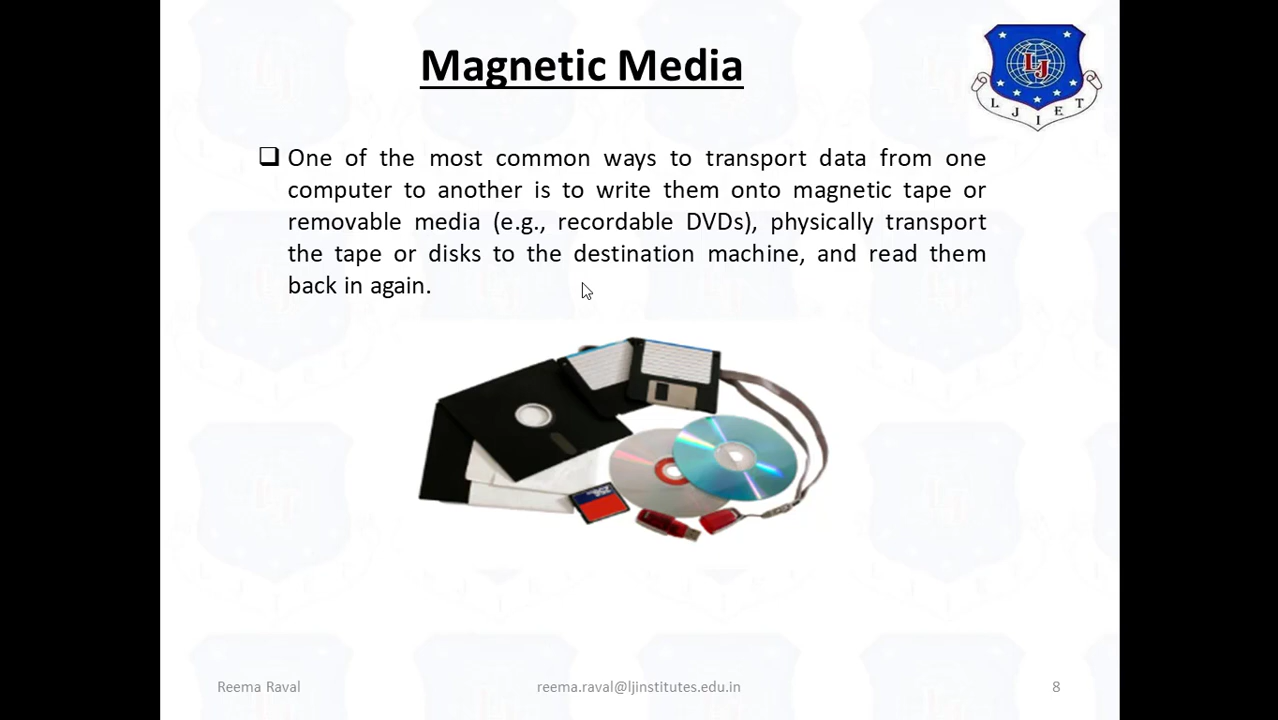 Magnetic Media
LJ
L J I E T
One of the most common ways to transport data from one
computer to another is to write them onto magnetic tape or
removable media (e.g., recordable DVDs), physically transport
the tape or disks to the destination machine, and read them
back in again.
Reema Raval
reema.raval@ljinstitutes.edu.in
8